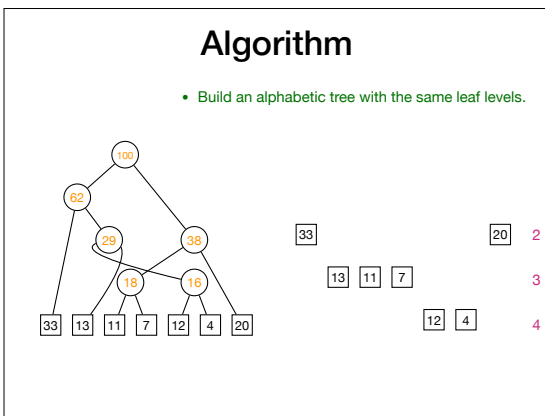 Algorithm
• Build an alphabetic tree with the same leaf levels.
100
62
29 38
33 20 2
18 16
13 11 7 3
33 13 11 7 12 4 20
12 4 4